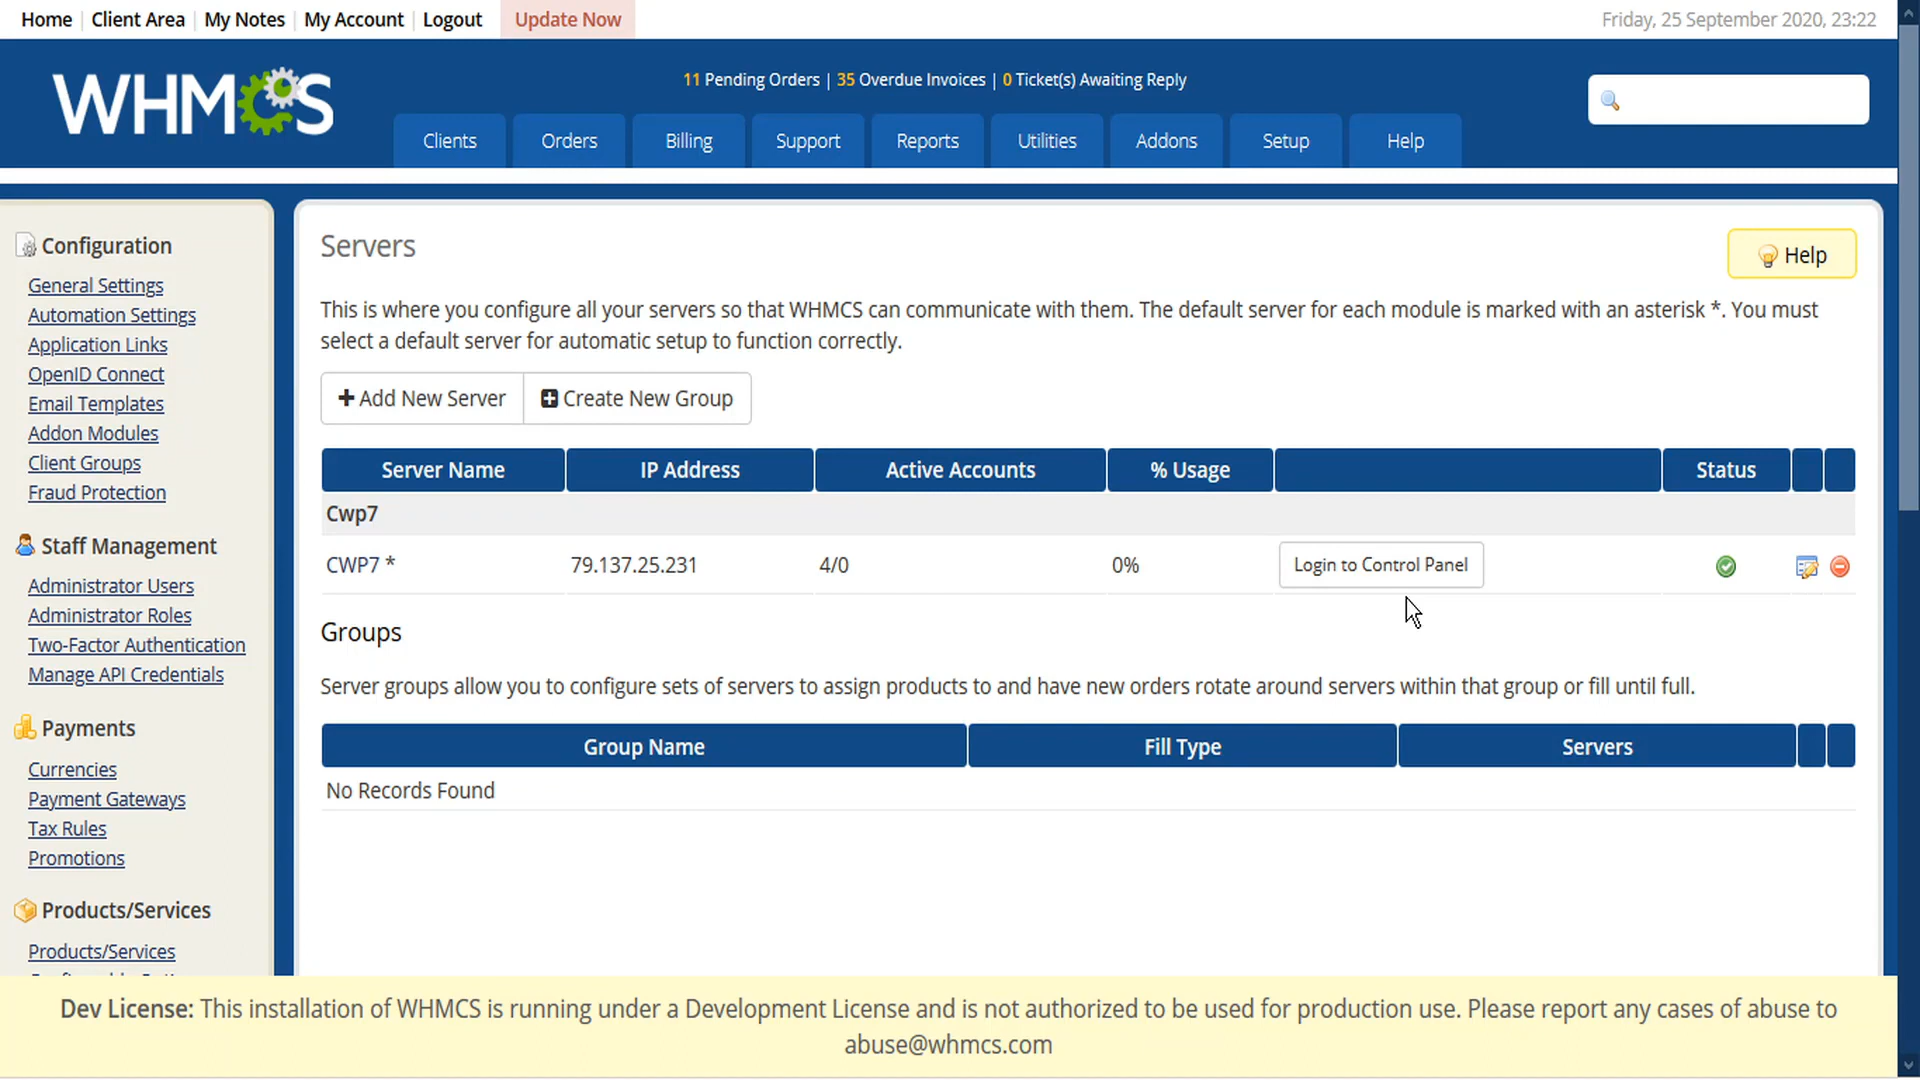 Home Client Area My Notes My Account Logout Update Now Friday, 25 September 2020, 23:22
WHMCS
11 Pending Orders | 35 Overdue Invoices | 0 Ticket(s) Awaiting Reply
Clients Orders Billing Support Reports Utilities Addons Setup Help
Configuration
General Settings
Automation Settings
Application Links
OpenID Connect
Email Templates
Addon Modules
Client Groups
Fraud Protection
Staff Management
Administrator Users
Administrator Roles
Two-Factor Authentication
Manage API Credentials
Payments
Currencies
Payment Gateways
Tax Rules
Promotions
Products/Services
Products/Services
Servers
Help
This is where you configure all your servers so that WHMCS can communicate with them. The default server for each module is marked with an asterisk *. You must
select a default server for automatic setup to function correctly.
Add New Server Create New Group
Server Name IP Address Active Accounts % Usage Status
Cwp7
CWP7 * 79.137.25.231 4/0 0% Login to Control Panel
Groups
Server groups allow you to configure sets of servers to assign products to and have new orders rotate around servers within that group or fill until full.
Group Name Fill Type Servers
No Records Found
Dev License: This installation of WHMCS is running under a Development License and is not authorized to be used for production use. Please report any cases of abuse to
abuse@whmcs.com